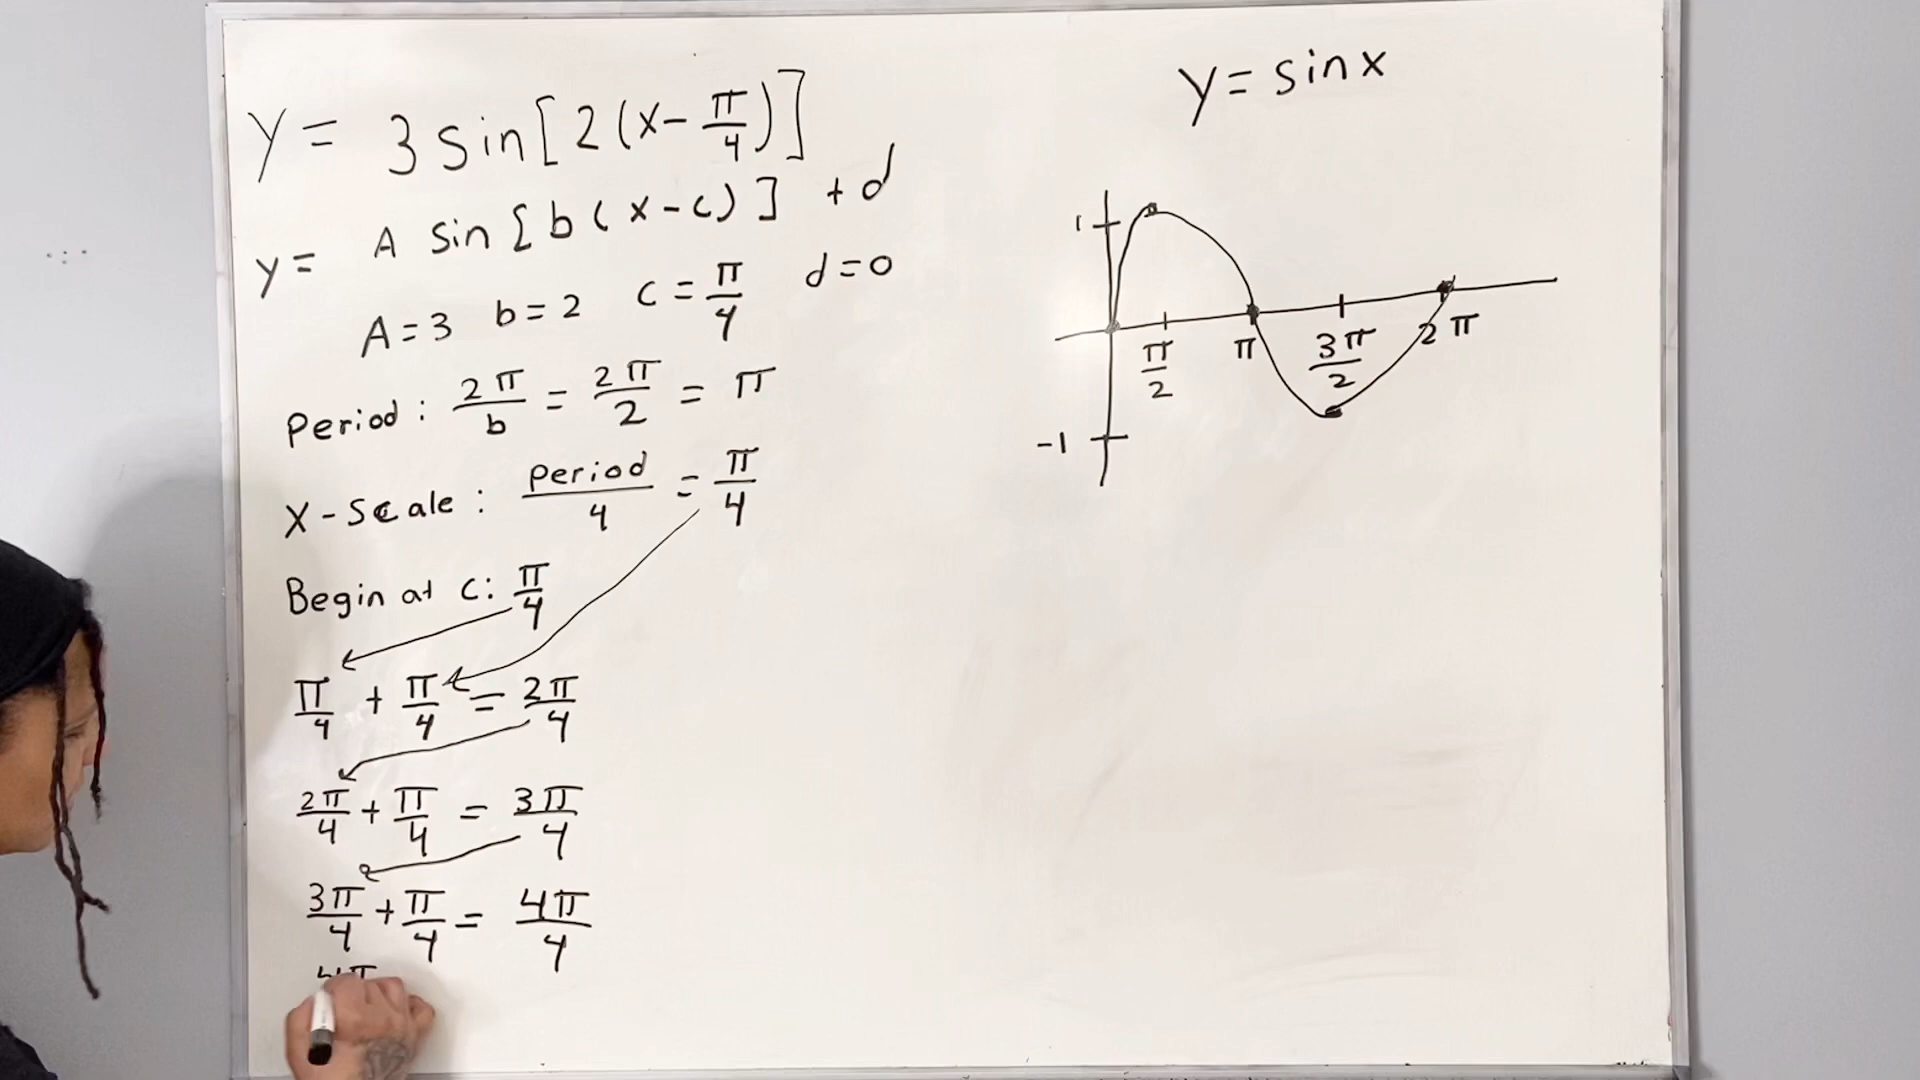 y = 3 sin[2(x - π/4)]
y = A sin[b(x - c)] + d
A = 3 b = 2 c = π/4 d = 0
Period: 2π/b = 2π/2 = π
X-Scale: period/4 = π/4
Begin at c: π/4
π/4 + π/4 = 2π/4
2π/4 + π/4 = 3π/4
3π/4 + π/4 = 4π/4
4π
y = sin x
1
π/2 π 3π/2 2π
-1